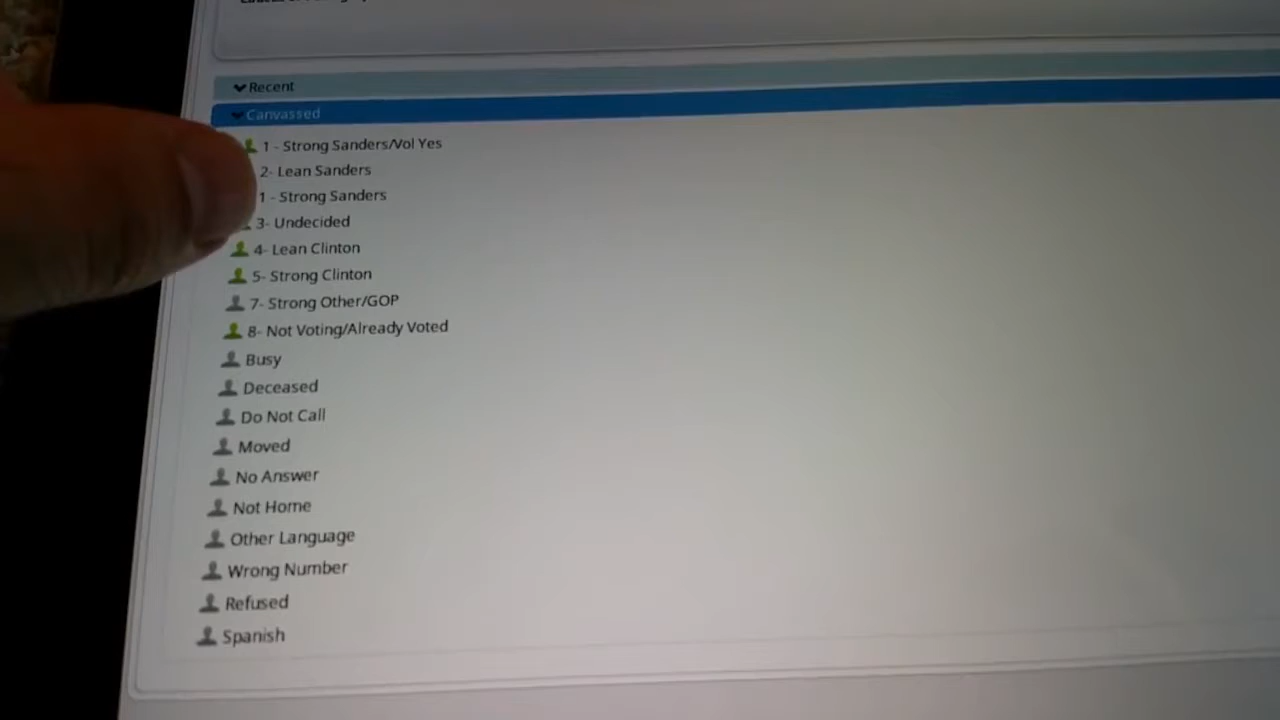 Recent
Canvassed
1 - Strong Sanders/Vol Yes
2- Lean Sanders
1 - Strong Sanders
3- Undecided
4- Lean Clinton
5- Strong Clinton
7- Strong Other/GOP
8- Not Voting/Already Voted
Busy
Deceased
Do Not Call
Moved
No Answer
Not Home
Other Language
Wrong Number
Refused
Spanish